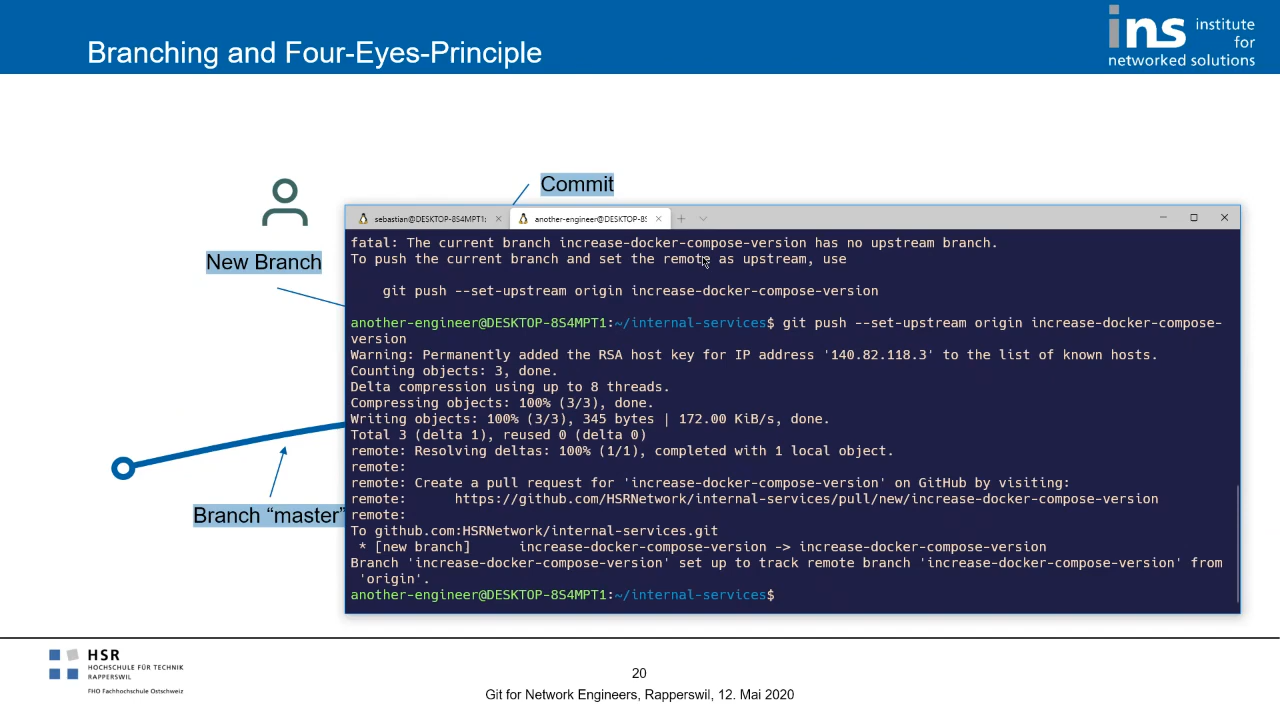 Branching and Four-Eyes-Principle
ins institute
for
networked solutions
Commit
New Branch
Branch “master”
sebastian@DESKTOP-8S4MPT1:
another-engineer@DESKTOP-8S
fatal: The current branch increase-docker-compose-version has no upstream branch.
To push the current branch and set the remote as upstream, use
git push --set-upstream origin increase-docker-compose-version
another-engineer@DESKTOP-8S4MPT1:~/internal-services$ git push --set-upstream origin increase-docker-compose-
version
Warning: Permanently added the RSA host key for IP address '140.82.118.3' to the list of known hosts.
Counting objects: 3, done.
Delta compression using up to 8 threads.
Compressing objects: 100% (3/3), done.
Writing objects: 100% (3/3), 345 bytes | 172.00 KiB/s, done.
Total 3 (delta 1), reused 0 (delta 0)
remote: Resolving deltas: 100% (1/1), completed with 1 local object.
remote:
remote: Create a pull request for 'increase-docker-compose-version' on GitHub by visiting:
remote:      https://github.com/HSRNetwork/internal-services/pull/new/increase-docker-compose-version
remote:
To github.com:HSRNetwork/internal-services.git
* [new branch]      increase-docker-compose-version -> increase-docker-compose-version
Branch 'increase-docker-compose-version' set up to track remote branch 'increase-docker-compose-version' from
'origin'.
another-engineer@DESKTOP-8S4MPT1:~/internal-services$
HSR
HOCHSCHULE FÜR TECHNIK
RAPPERSWIL
FHO Fachhochschule Ostschweiz
20
Git for Network Engineers, Rapperswil, 12. Mai 2020